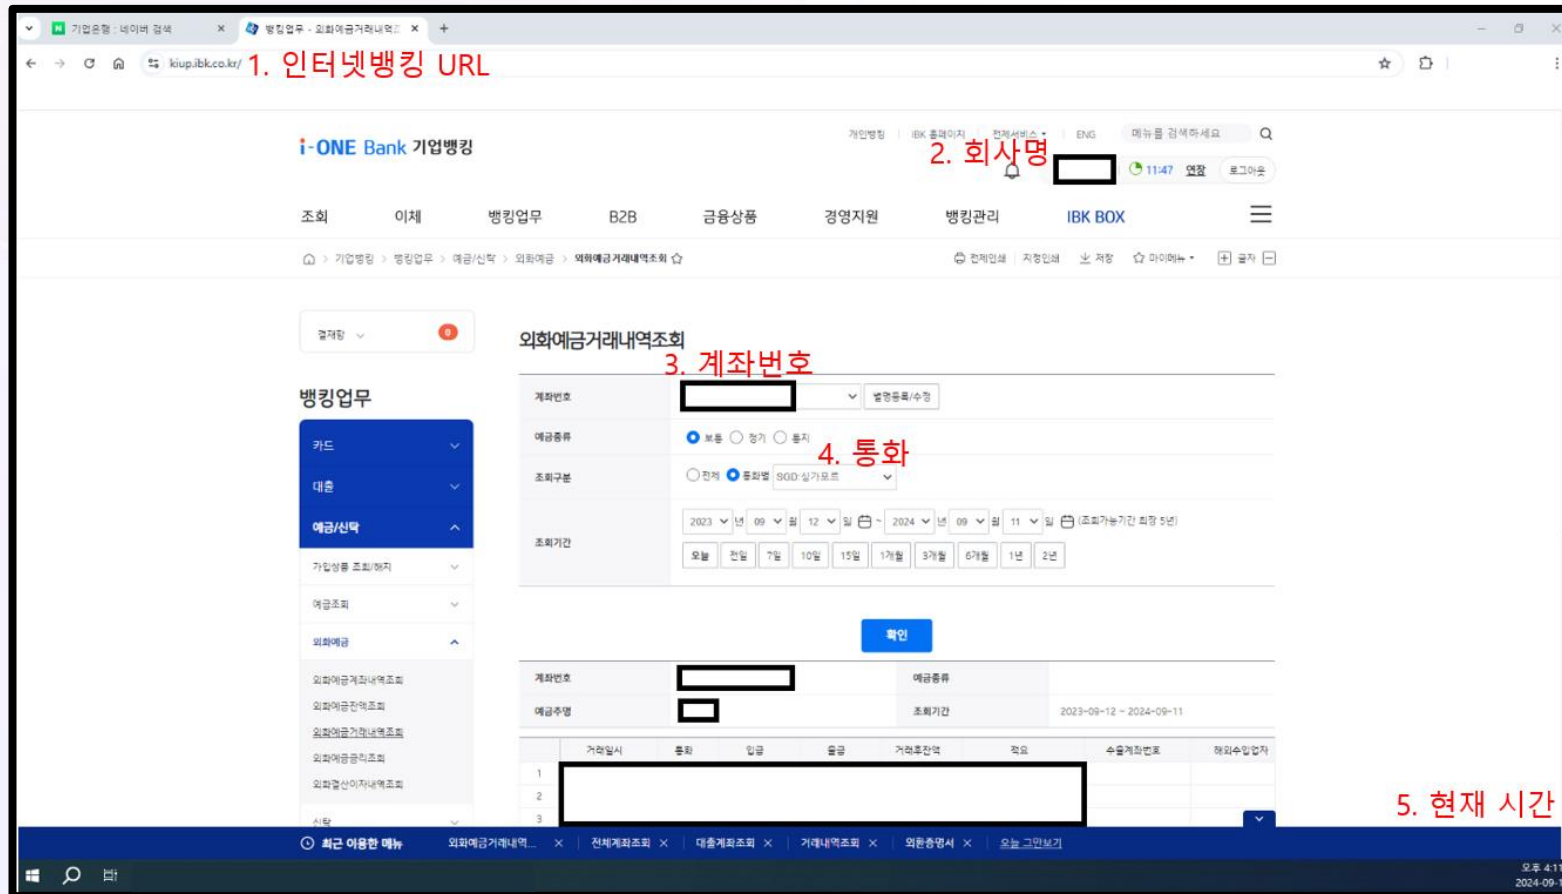 기업은행 : 네이버 검색
뱅킹업무 - 외화예금거래내역조
kiup.ibk.co.kr/
1. 인터넷뱅킹 URL
i-ONE Bank 기업뱅킹
개인뱅킹 IBK 홈페이지 전체서비스 ENG 메뉴를 검색하세요
2. 회사명
11:47 연장 로그아웃
조회 이체 뱅킹업무 B2B 금융상품 경영지원 뱅킹관리 IBK BOX
> 기업뱅킹 > 뱅킹업무 > 예금/신탁 > 외화예금 > 외화예금거래내역조회
전체인쇄 지정인쇄 저장 마이메뉴 글자
결재함 0
외화예금거래내역조회
3. 계좌번호
뱅킹업무
계좌번호 별명등록/수정
카드
예금종류 보통 정기 통지
4. 통화
대출
조회구분 전체 통화별 SGD:싱가포르
예금/신탁
조회기간 2023 년 09 월 12 일 ~ 2024 년 09 월 11 일 (조회가능기간 최장 5년)
오늘 전일 7일 10일 15일 1개월 3개월 6개월 1년 2년
가입상품 조회/해지
예금조회
외화예금
확인
외화예금계좌내역조회
외화예금잔액조회
외화예금거래내역조회
외화예금금리조회
외화결산이자내역조회
신탁
계좌번호 예금종류
예금주명 조회기간 2023-09-12 ~ 2024-09-11
거래일시 통화 입금 출금 거래후잔액 적요 수출계좌번호 해외수입업자
1
2
3
5. 현재 시간
최근 이용한 메뉴 외화예금거래내역... 전체계좌조회 대출계좌조회 거래내역조회 외환증명서 오늘 그만보기
오후 4:11
2024-09-1